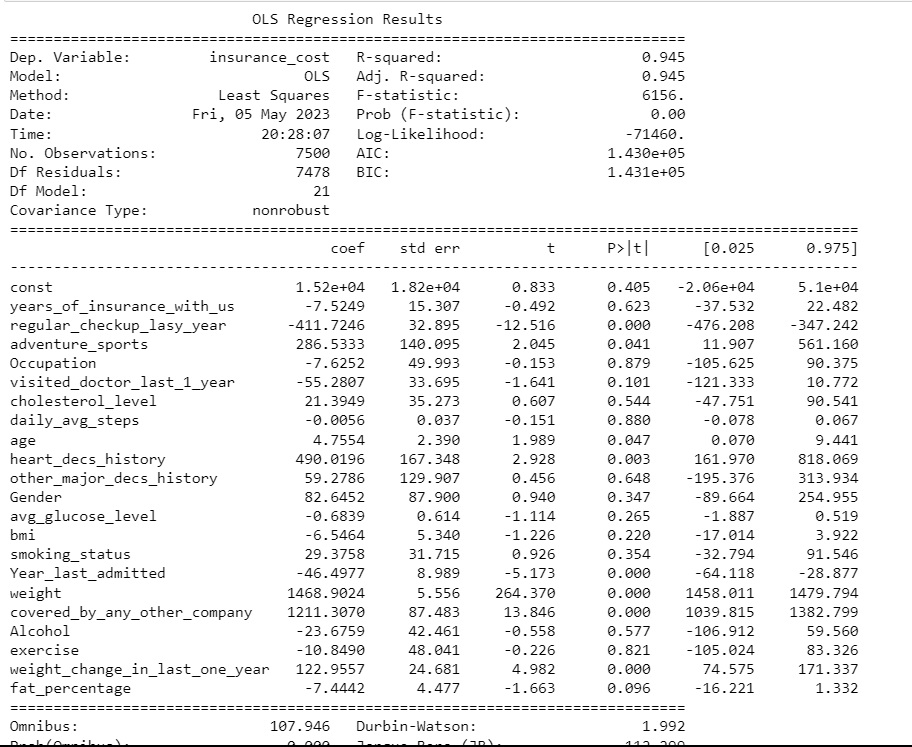 OLS Regression Results
==============================================================================
Dep. Variable: insurance_cost R-squared: 0.945
Model: OLS Adj. R-squared: 0.945
Method: Least Squares F-statistic: 6156.
Date: Fri, 05 May 2023 Prob (F-statistic): 0.00
Time: 20:28:07 Log-Likelihood: -71460.
No. Observations: 7500 AIC: 1.430e+05
Df Residuals: 7478 BIC: 1.431e+05
Df Model: 21
Covariance Type: nonrobust
==================================================================================================
coef std err t P>|t| [0.025 0.975]
--------------------------------------------------------------------------------------------------
const 1.52e+04 1.82e+04 0.833 0.405 -2.06e+04 5.1e+04
years_of_insurance_with_us -7.5249 15.307 -0.492 0.623 -37.532 22.482
regular_checkup_lasy_year -411.7246 32.895 -12.516 0.000 -476.208 -347.242
adventure_sports 286.5333 140.095 2.045 0.041 11.907 561.160
Occupation -7.6252 49.993 -0.153 0.879 -105.625 90.375
visited_doctor_last_1_year -55.2807 33.695 -1.641 0.101 -121.333 10.772
cholesterol_level 21.3949 35.273 0.607 0.544 -47.751 90.541
daily_avg_steps -0.0056 0.037 -0.151 0.880 -0.078 0.067
age 4.7554 2.390 1.989 0.047 0.070 9.441
heart_decs_history 490.0196 167.348 2.928 0.003 161.970 818.069
other_major_decs_history 59.2786 129.907 0.456 0.648 -195.376 313.934
Gender 82.6452 87.900 0.940 0.347 -89.664 254.955
avg_glucose_level -0.6839 0.614 -1.114 0.265 -1.887 0.519
bmi -6.5464 5.340 -1.226 0.220 -17.014 3.922
smoking_status 29.3758 31.715 0.926 0.354 -32.794 91.546
Year_last_admitted -46.4977 8.989 -5.173 0.000 -64.118 -28.877
weight 1468.9024 5.556 264.370 0.000 1458.011 1479.794
covered_by_any_other_company 1211.3070 87.483 13.846 0.000 1039.815 1382.799
Alcohol -23.6759 42.461 -0.558 0.577 -106.912 59.560
exercise -10.8490 48.041 -0.226 0.821 -105.024 83.326
weight_change_in_last_one_year 122.9557 24.681 4.982 0.000 74.575 171.337
fat_percentage -7.4442 4.477 -1.663 0.096 -16.221 1.332
==============================================================================
Omnibus: 107.946 Durbin-Watson: 1.992